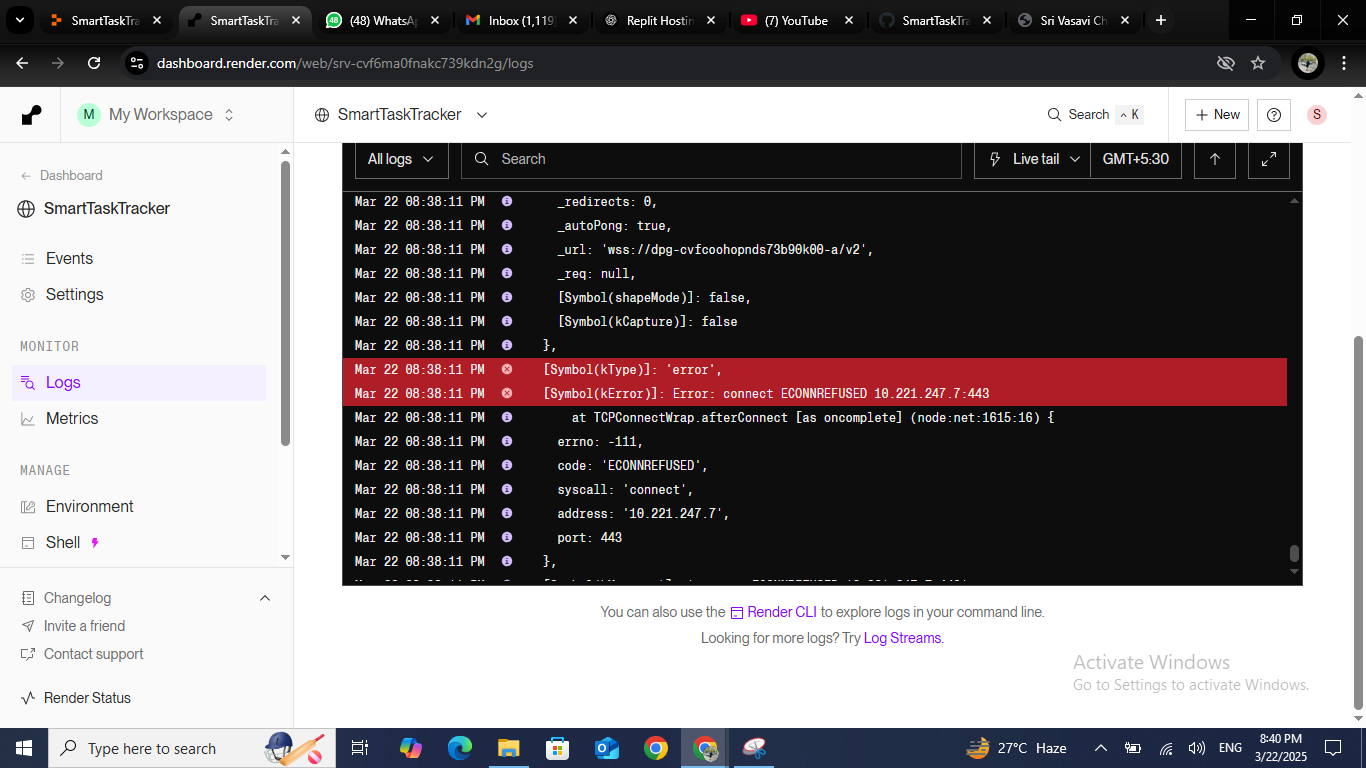 SmartTaskTra
SmartTaskTra
(48) WhatsA
Inbox (1,119
Replit Hostin
(7) YouTube
SmartTaskTra
Sri Vasavi Ch
dashboard.render.com/web/srv-cvf6ma0fnakc739kdn2g/logs
M My Workspace
SmartTaskTracker
Search ^ K
+ New
S
Dashboard
SmartTaskTracker
Events
Settings
MONITOR
Logs
Metrics
MANAGE
Environment
Shell
Changelog
Invite a friend
Contact support
Render Status
All logs
Search
Live tail
GMT+5:30
Mar 22 08:38:11 PM _redirects: 0,
Mar 22 08:38:11 PM _autoPong: true,
Mar 22 08:38:11 PM _url: 'wss://dpg-cvfcoohopnds73b90k00-a/v2',
Mar 22 08:38:11 PM _req: null,
Mar 22 08:38:11 PM [Symbol(shapeMode)]: false,
Mar 22 08:38:11 PM [Symbol(kCapture)]: false
Mar 22 08:38:11 PM },
Mar 22 08:38:11 PM [Symbol(kType)]: 'error',
Mar 22 08:38:11 PM [Symbol(kError)]: Error: connect ECONNREFUSED 10.221.247.7:443
Mar 22 08:38:11 PM at TCPConnectWrap.afterConnect [as oncomplete] (node:net:1615:16) {
Mar 22 08:38:11 PM errno: -111,
Mar 22 08:38:11 PM code: 'ECONNREFUSED',
Mar 22 08:38:11 PM syscall: 'connect',
Mar 22 08:38:11 PM address: '10.221.247.7',
Mar 22 08:38:11 PM port: 443
Mar 22 08:38:11 PM },
You can also use the Render CLI to explore logs in your command line.
Looking for more logs? Try Log Streams.
Activate Windows
Go to Settings to activate Windows.
Type here to search
27°C Haze
ENG
8:40 PM
3/22/2025